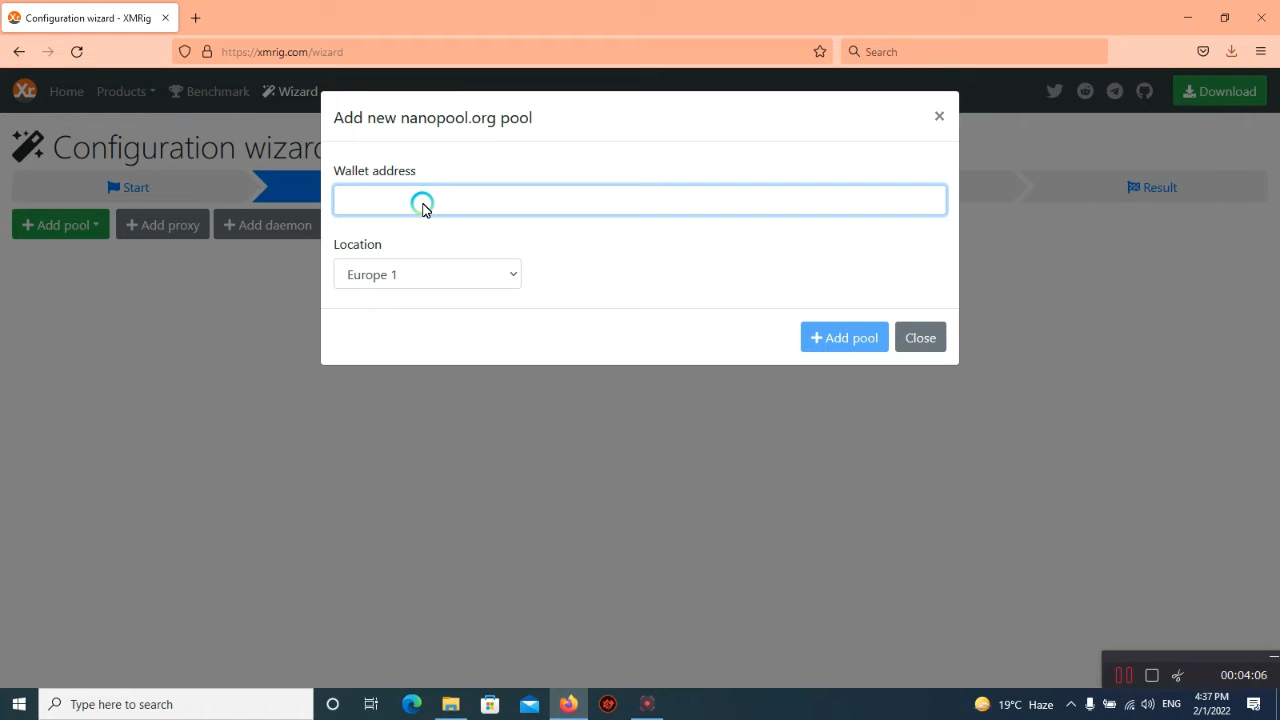 Configuration wizard - XMRig
https://xmrig.com/wizard
Search
Xr
Home
Products
Benchmark
Wizard
Download
Configuration wizard
Start
Result
Add pool
Add proxy
Add daemon
Add new nanopool.org pool
Wallet address
Location
Europe 1
Add pool
Close
00:04:06
Type here to search
19°C Haze
ENG
4:37 PM
2/1/2022